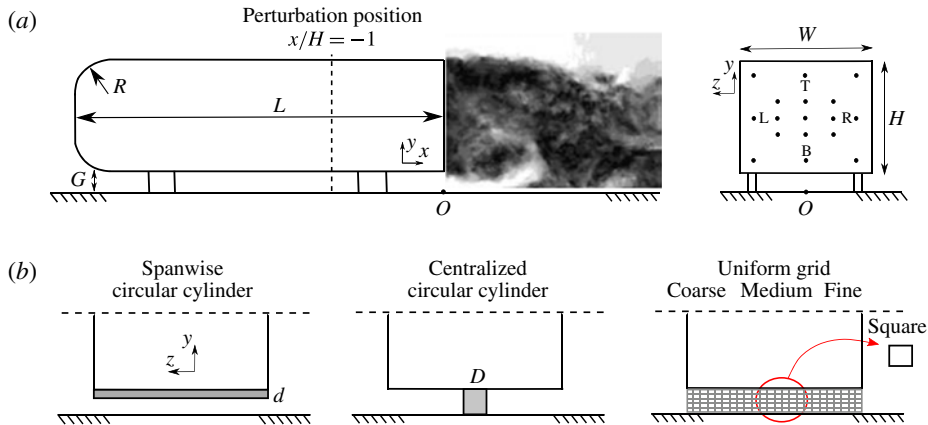 (a)
Perturbation position
x/H = −1
R
L
y
x
G
O
W
y
z
T
L
R
B
H
O
(b)
Spanwise
circular cylinder
y
z
d
Centralized
circular cylinder
D
Uniform grid
Coarse Medium Fine
Square